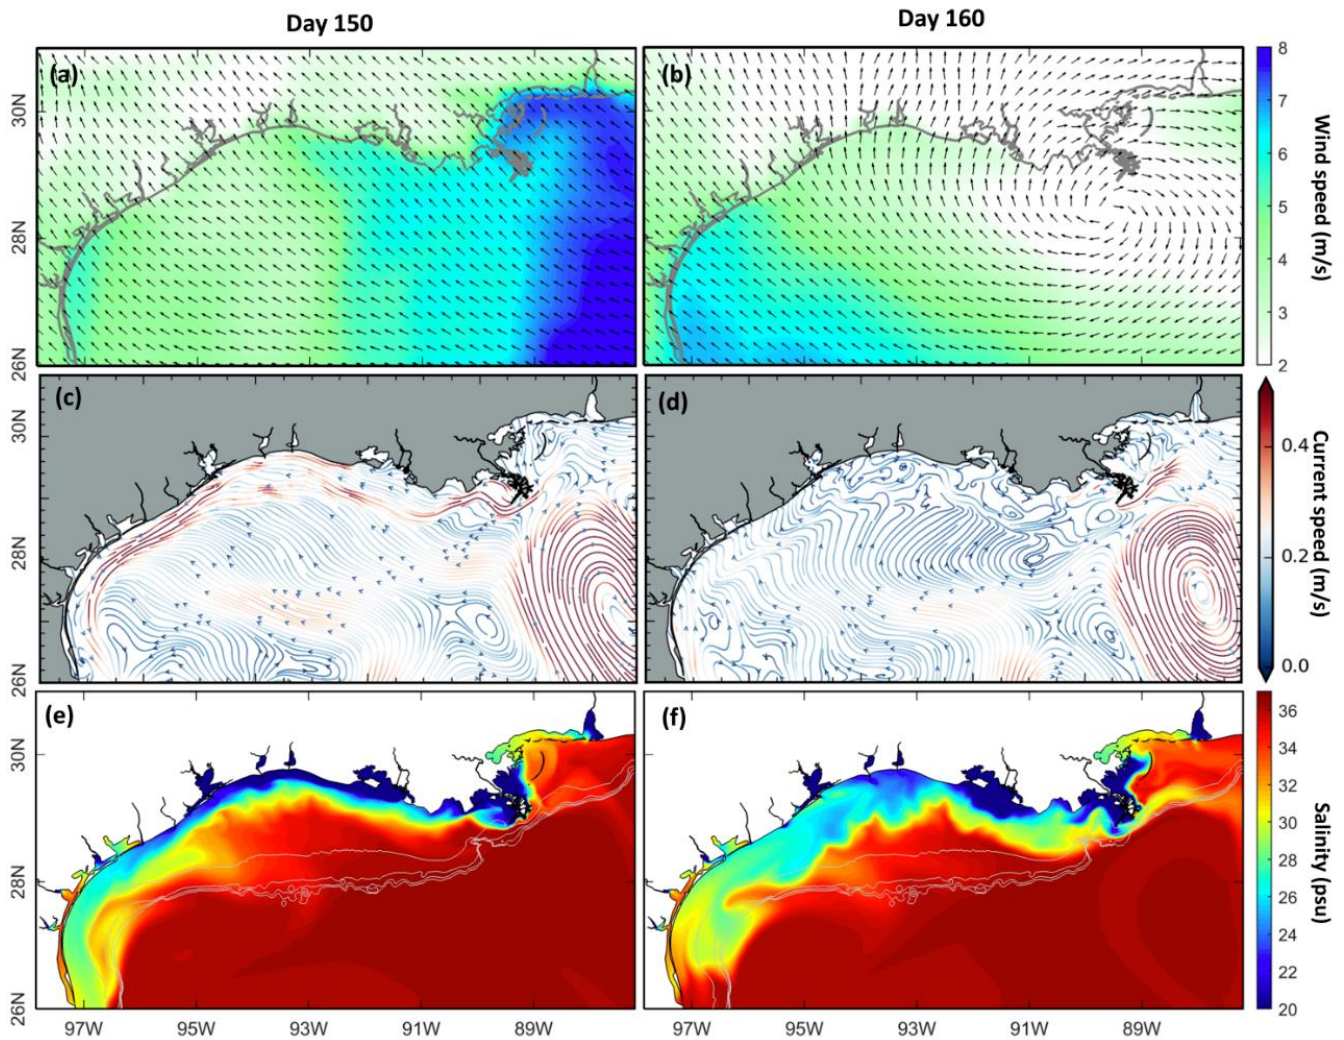 Day 150
Day 160
(a)
(b)
30N
28N
26N
8
7
6
5
4
3
2
Wind speed (m/s)
(c)
(d)
30N
28N
26N
0.4
0.2
0.0
Current speed (m/s)
(e)
(f)
30N
28N
26N
36
34
32
30
28
26
24
22
20
Salinity (psu)
97W 95W 93W 91W 89W
97W 95W 93W 91W 89W